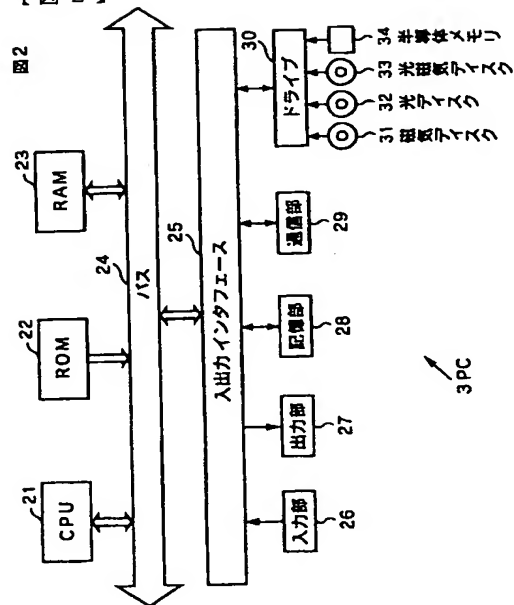 図2
21
CPU
22
ROM
23
RAM
24
バス
25
入出力インタフェース
26
入力部
27
出力部
28
記憶部
29
通信部
30
ドライブ
31 磁気ディスク
32 光ディスク
33 光磁気ディスク
34 半導体メモリ
3 PC